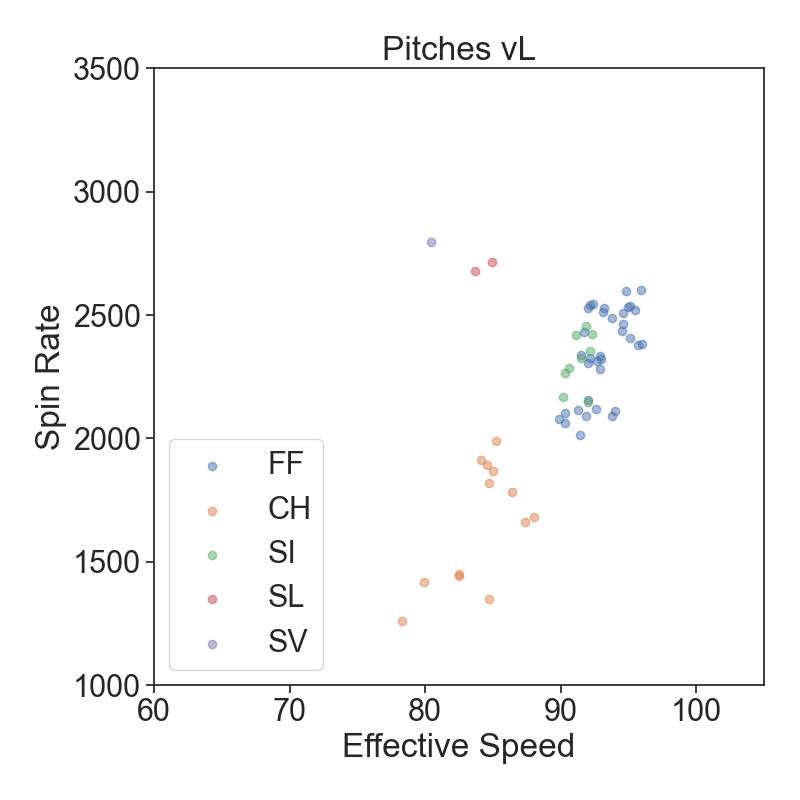 Pitches vL
3500
3000
2500
2000
1500
1000
Spin Rate
FF
CH
SI
SL
SV
60 70 80 90 100
Effective Speed